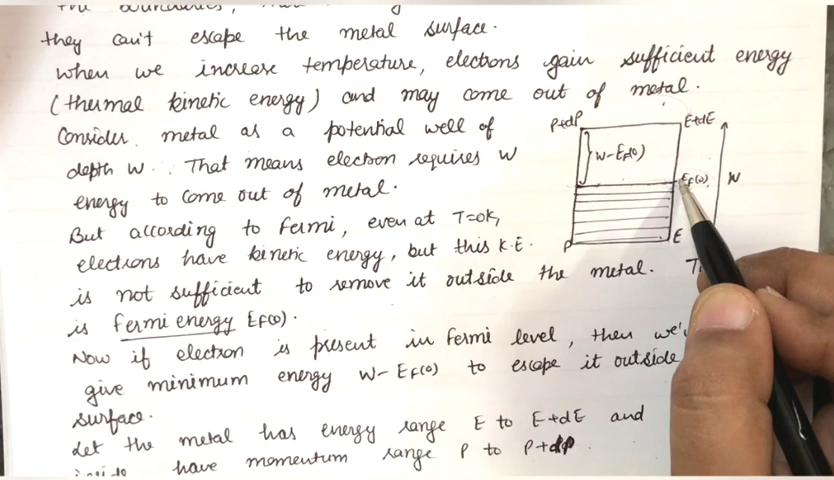 they can't escape the metal surface.
when we increase temperature, electrons gain sufficient energy
(thermal kinetic energy) and may come out of metal.
Consider metal as a potential well of
depth W. That means electron requires W
energy to come out of metal.
But according to Fermi, even at T=0K,
electrons have kinetic energy, but this K.E.
is not sufficient to remove it outside the metal.
is Fermi energy EF(0).
Now if electron is present in Fermi level, then
give minimum energy W-EF(0) to escape it outside
surface.
Let the metal has energy range E to E+dE and
have momentum range P to P+dp
P+dP
E+dE
W-EF(0)
EF(0)
W
P
E